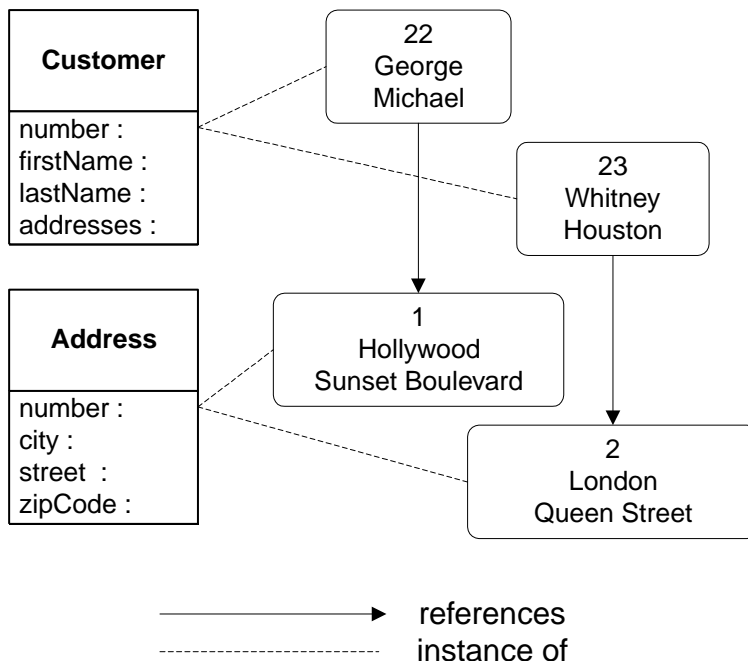 Customer
number :
firstName :
lastName :
addresses :
22
George
Michael
23
Whitney
Houston
Address
number :
city :
street :
zipCode :
1
Hollywood
Sunset Boulevard
2
London
Queen Street
references
instance of